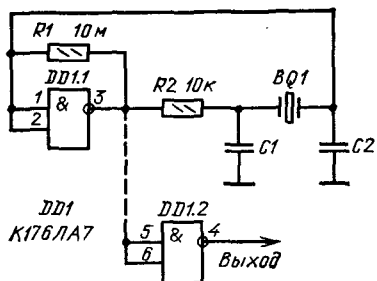 R1 10м
DD1.1
1 & 3
2
R2 10к
BQ1
C1
C2
DD1
К176ЛА7
DD1.2
5 & 4
6
Выход